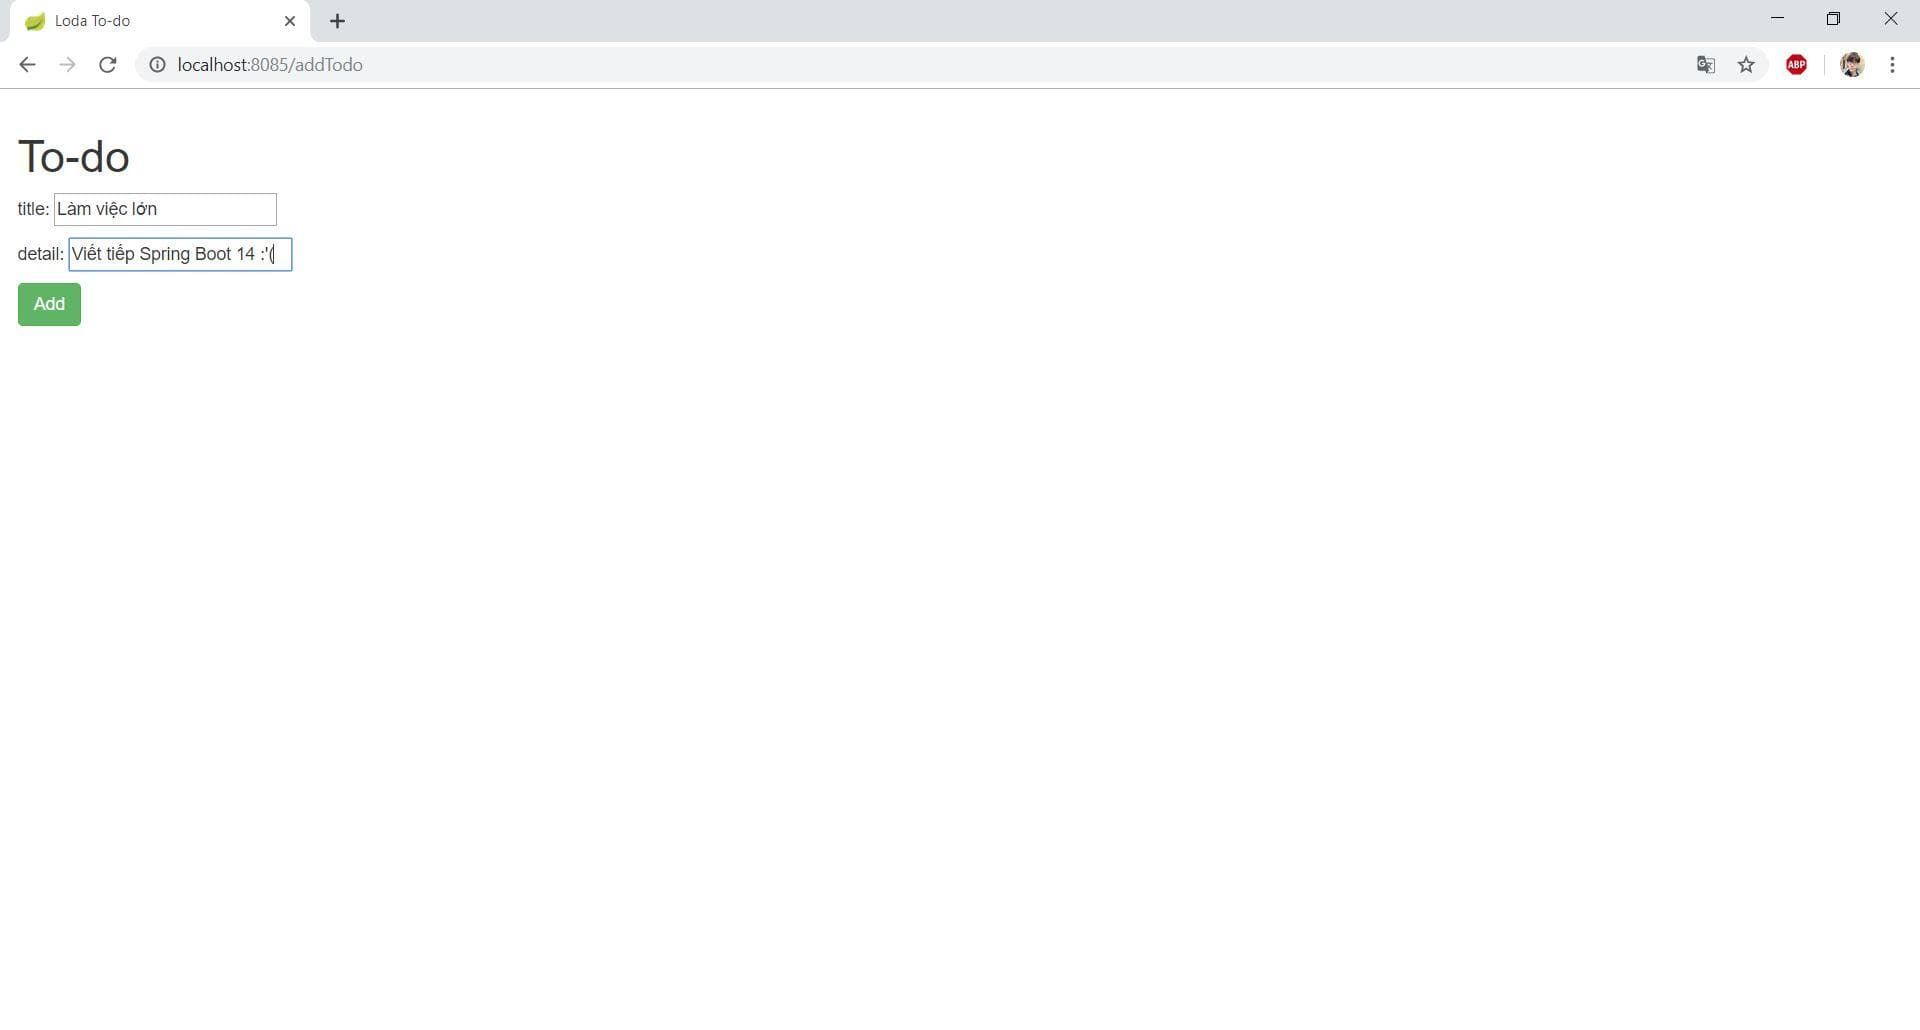 Loda To-do
localhost:8085/addTodo
ABP
To-do
title: Làm việc lớn
detail: Viết tiếp Spring Boot 14 :'(
Add